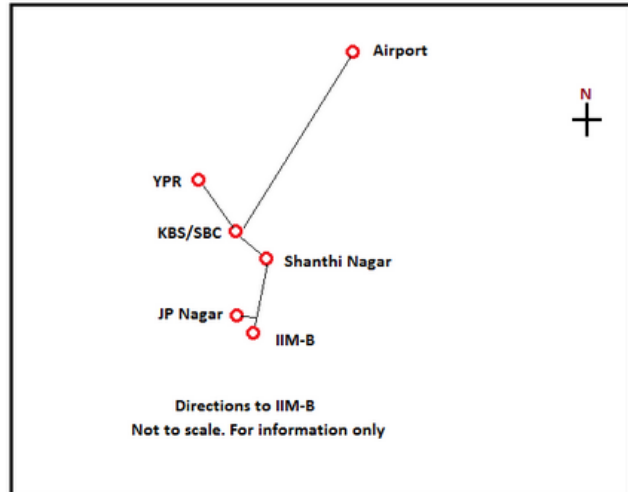 Airport
N
YPR
KBS/SBC
Shanthi Nagar
JP Nagar
IIM-B
Directions to IIM-B
Not to scale. For information only